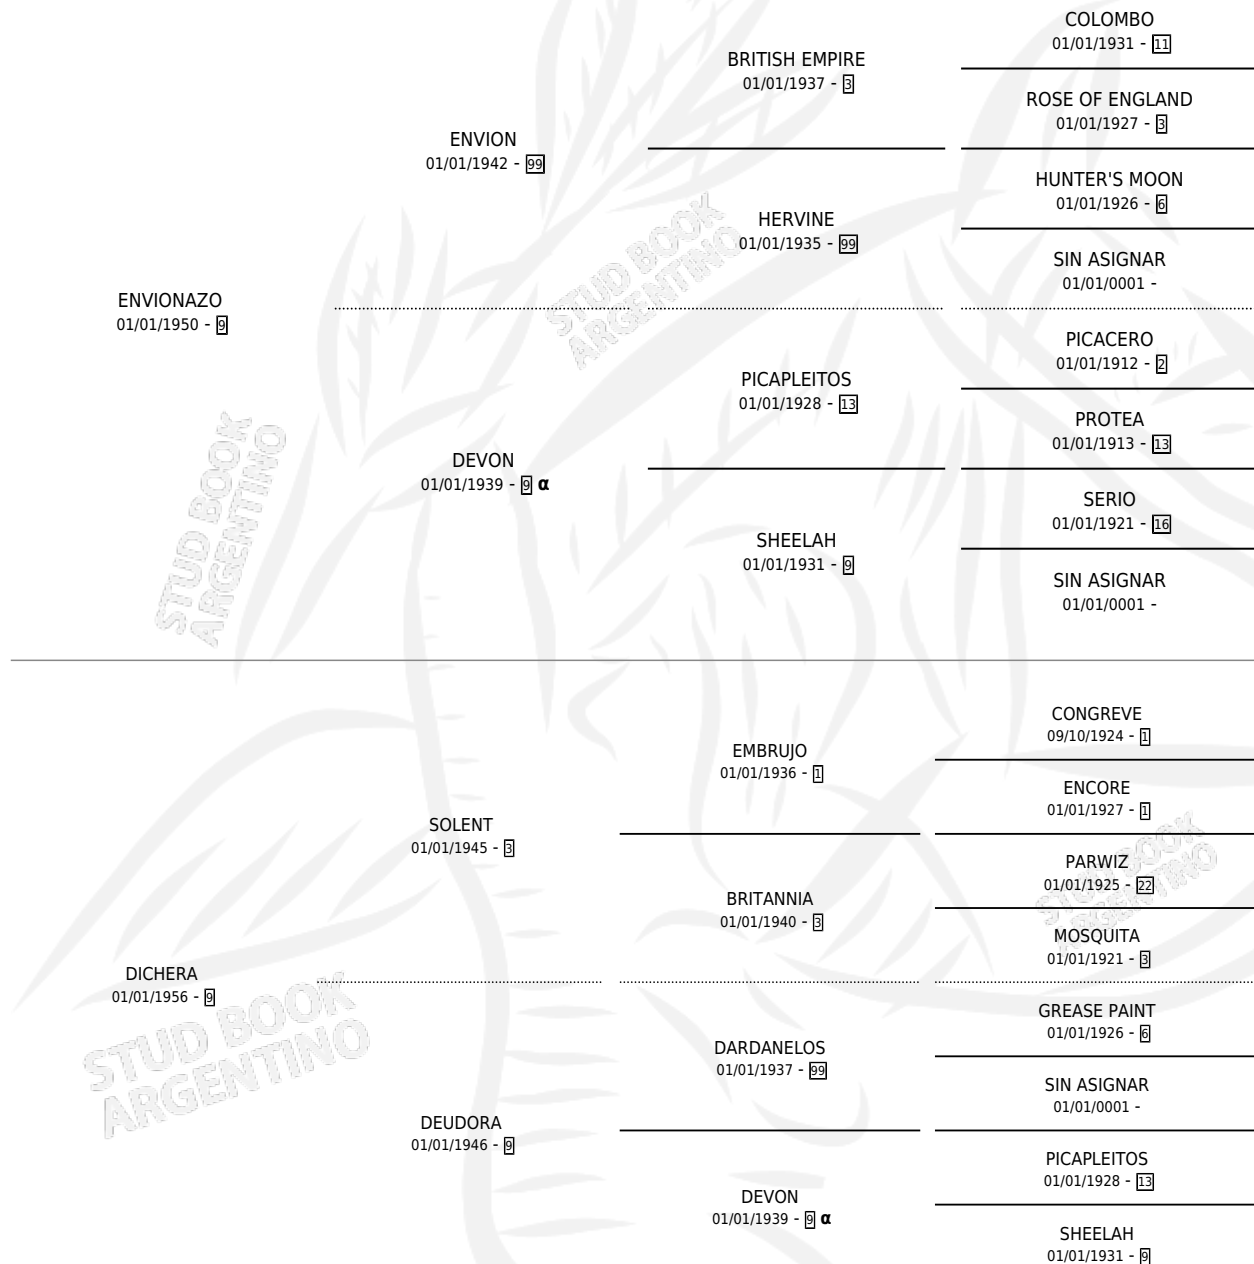 COLOMBO
01/01/1931 - 11
BRITISH EMPIRE
01/01/1937 - 3
ROSE OF ENGLAND
01/01/1927 - 3
ENVION
01/01/1942 - 99
HUNTER'S MOON
01/01/1926 - 6
HERVINE
01/01/1935 - 99
SIN ASIGNAR
01/01/0001 -
ENVIONAZO
01/01/1950 - 9
PICACERO
01/01/1912 - 2
PICAPLEITOS
01/01/1928 - 13
PROTEA
01/01/1913 - 13
DEVON
01/01/1939 - 9 α
SERIO
01/01/1921 - 16
SHEELAH
01/01/1931 - 9
SIN ASIGNAR
01/01/0001 -
STUD BOOK
ARGENTINO
STUD BOOK
ARGENTINO
CONGREVE
09/10/1924 - 1
EMBRUJO
01/01/1936 - 1
ENCORE
01/01/1927 - 1
SOLENT
01/01/1945 - 3
PARWIZ
01/01/1925 - 22
BRITANNIA
01/01/1940 - 3
MOSQUITA
01/01/1921 - 3
DICHERA
01/01/1956 - 9
GREASE PAINT
01/01/1926 - 6
DARDANELOS
01/01/1937 - 99
SIN ASIGNAR
01/01/0001 -
DEUDORA
01/01/1946 - 9
PICAPLEITOS
01/01/1928 - 13
DEVON
01/01/1939 - 9 α
SHEELAH
01/01/1931 - 9
STUD BOOK
ARGENTINO
STUD BOOK
ARGENTINO